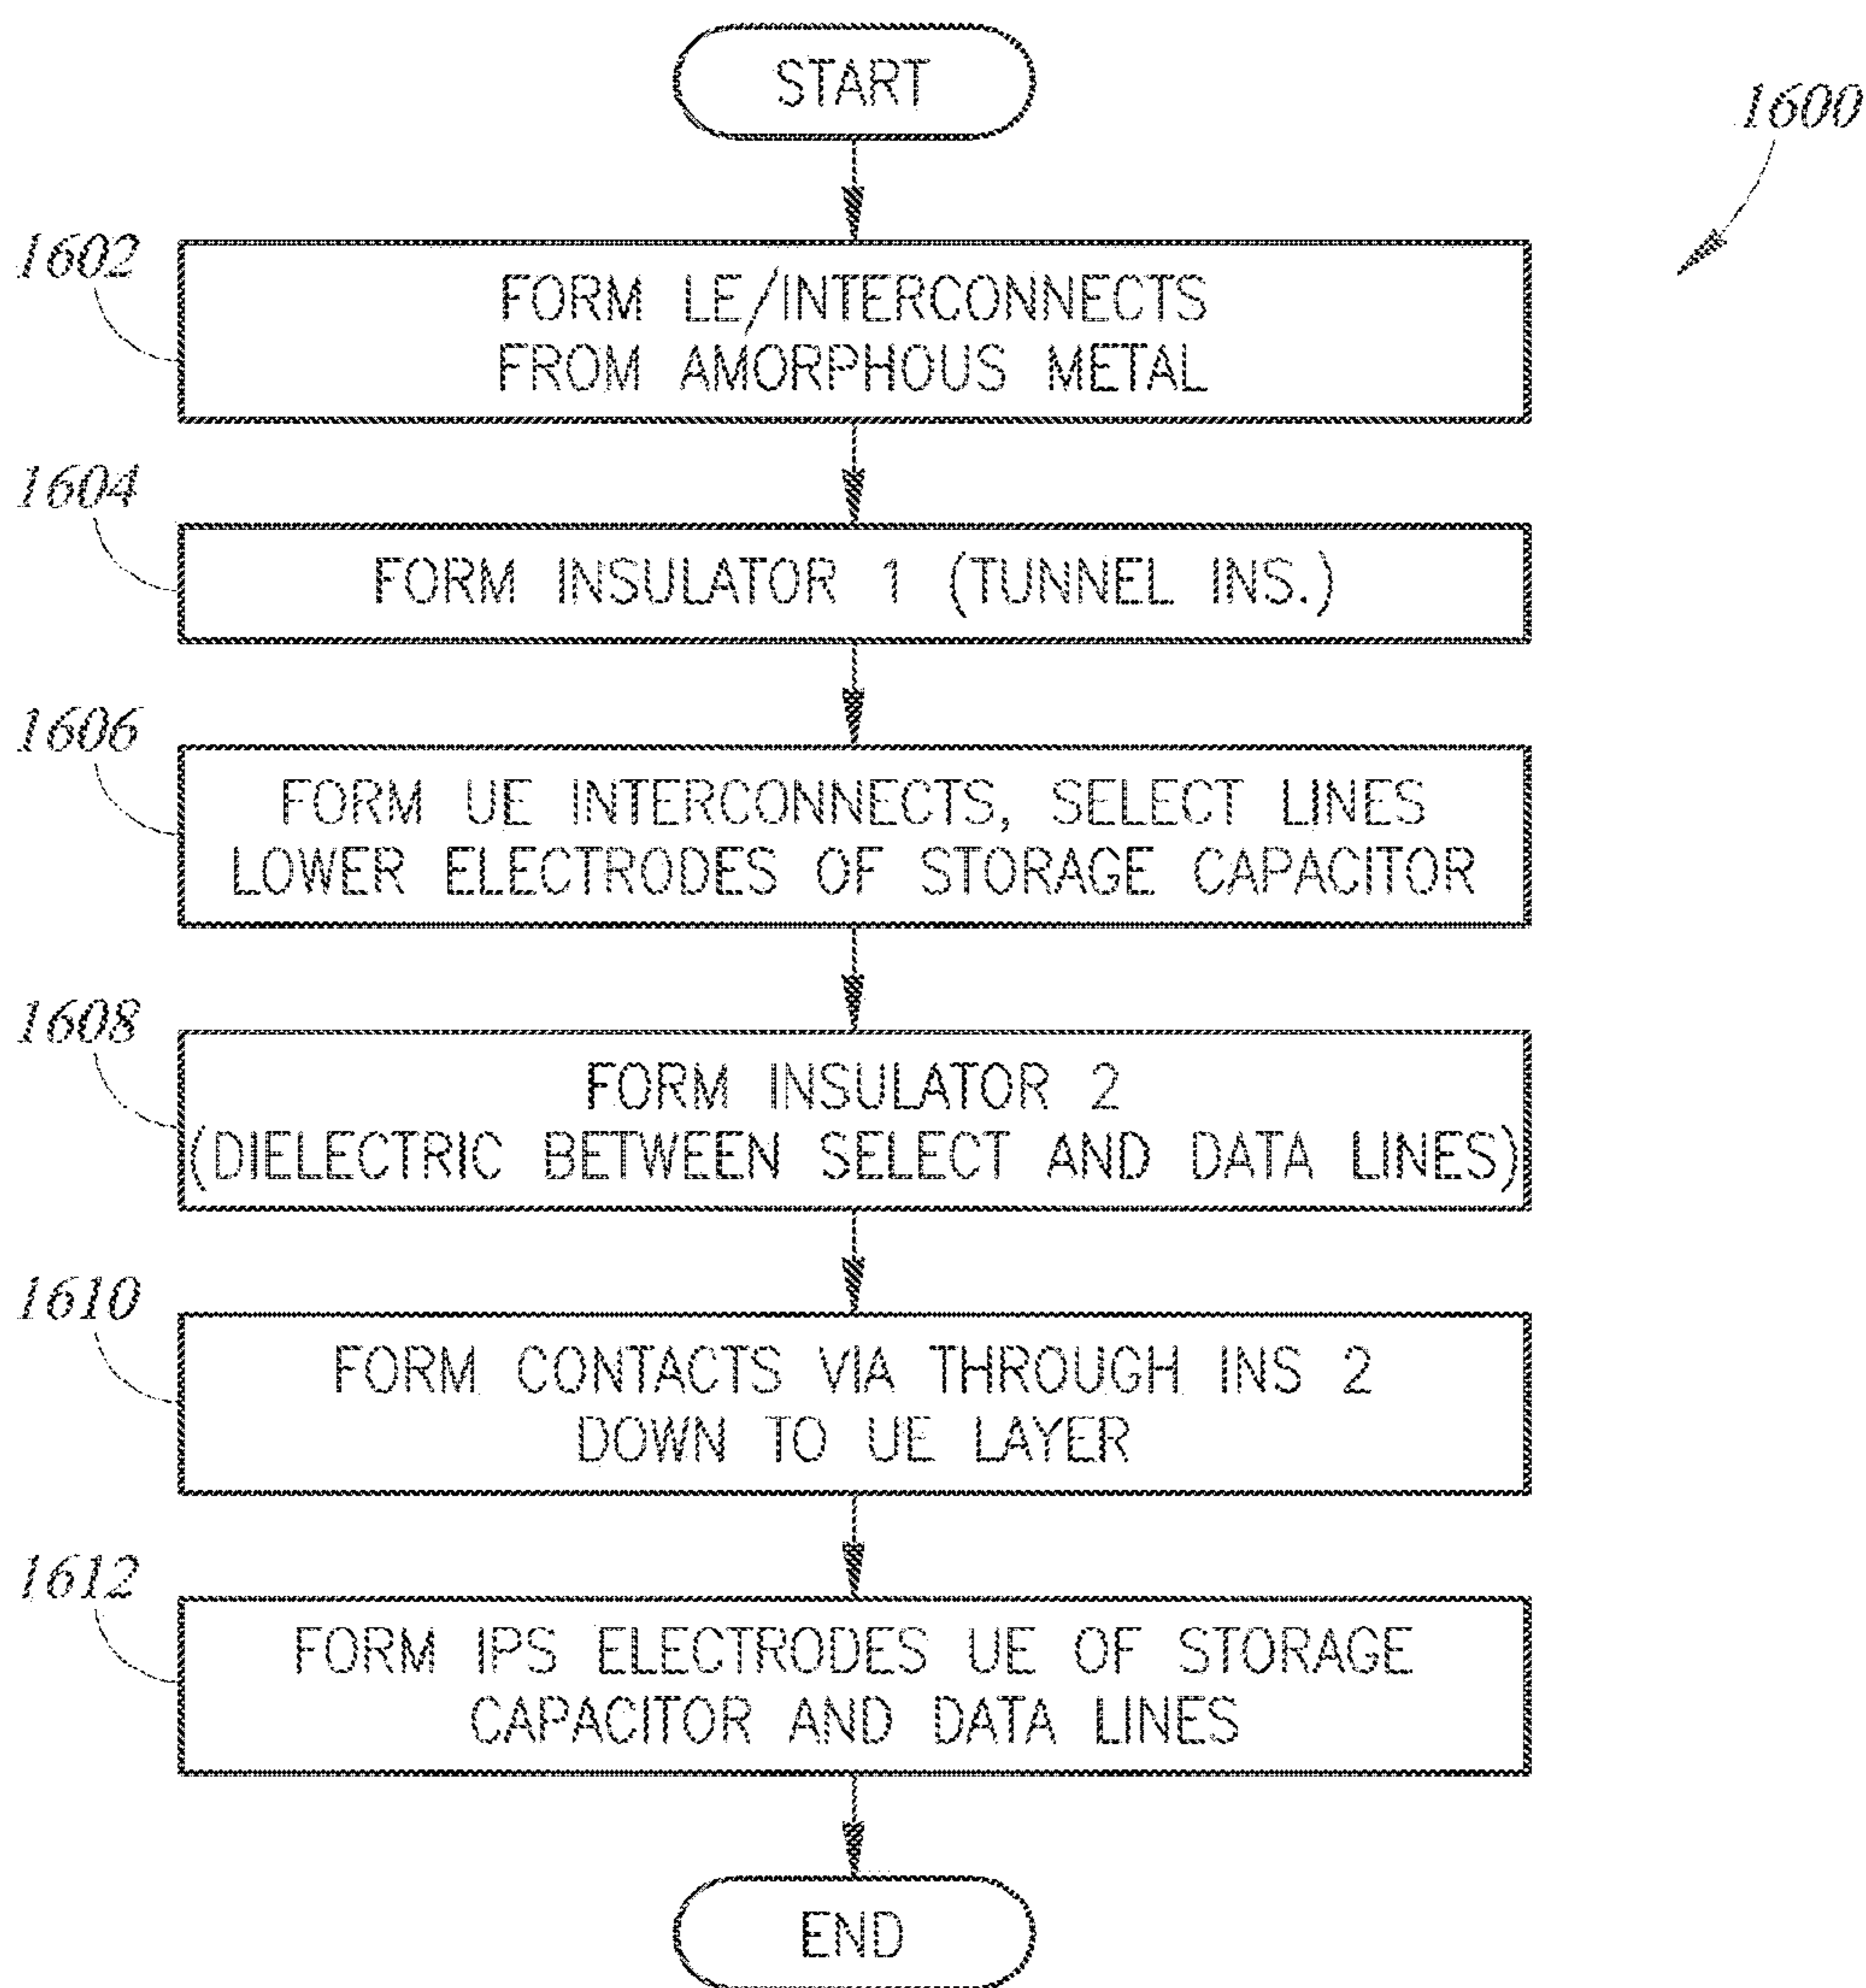 START
1600
1602
FORM LE/INTERCONNECTS
FROM AMORPHOUS METAL
1604
FORM INSULATOR 1 (TUNNEL INS.)
1606
FORM UE INTERCONNECTS, SELECT LINES
LOWER ELECTRODES OF STORAGE CAPACITOR
1608
FORM INSULATOR 2
(DIELECTRIC BETWEEN SELECT AND DATA LINES)
1610
FORM CONTACTS VIA THROUGH INS 2
DOWN TO UE LAYER
1612
FORM IPS ELECTRODES UE OF STORAGE
CAPACITOR AND DATA LINES
END